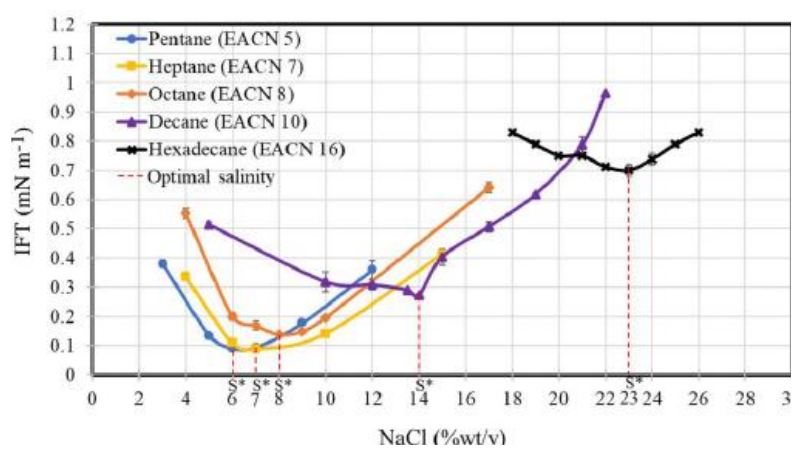 1.2
1.1
1
0.9
0.8
0.7
0.6
0.5
0.4
0.3
0.2
0.1
0
IFT (mN m⁻¹)
Pentane (EACN 5)
Heptane (EACN 7)
Octane (EACN 8)
Decane (EACN 10)
Hexadecane (EACN 16)
Optimal salinity
S* S* S* S* S*
0 2 4 6 7 8 10 12 14 16 18 20 22 23 24 26 28 3
NaCl (%wt/v)